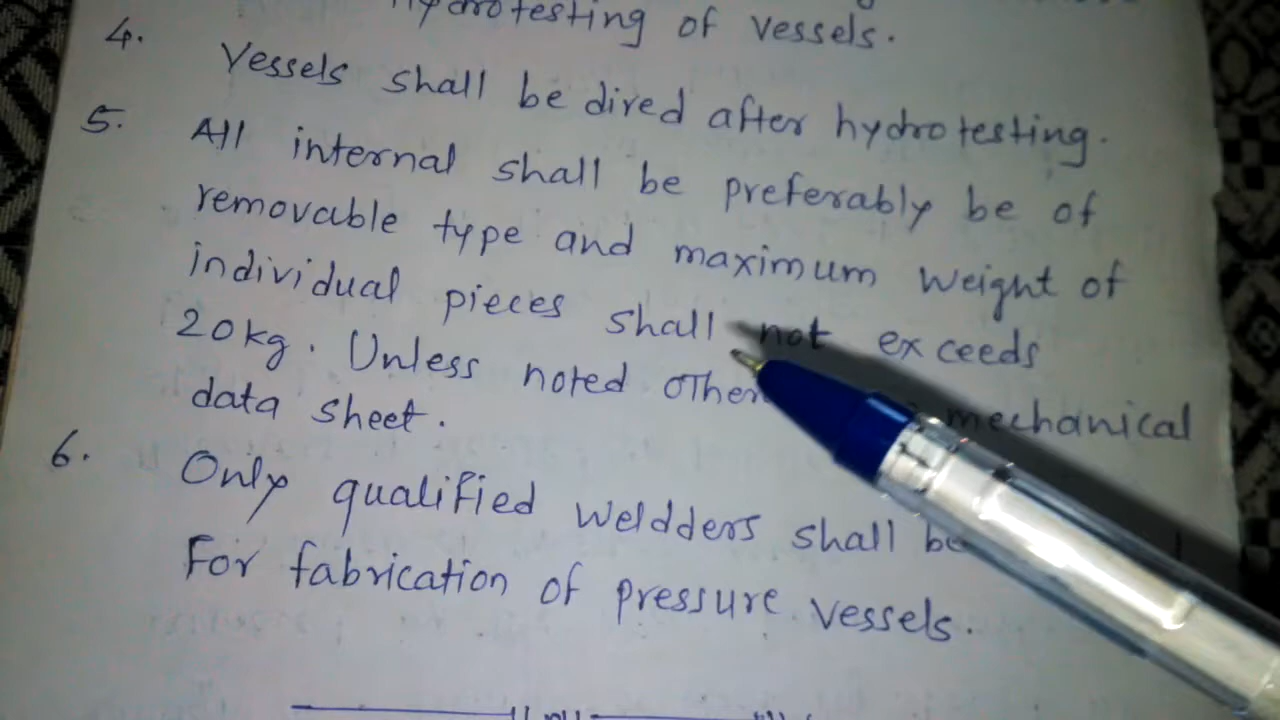 hydrotesting of vessels.
4. Vessels shall be dired after hydrotesting.
5. All internal shall be preferably be of
removable type and maximum weight of
individual pieces shall not exceeds
20kg. Unless noted other mechanical
data sheet.
6. Only qualified weldders shall be
For fabrication of pressure vessels.